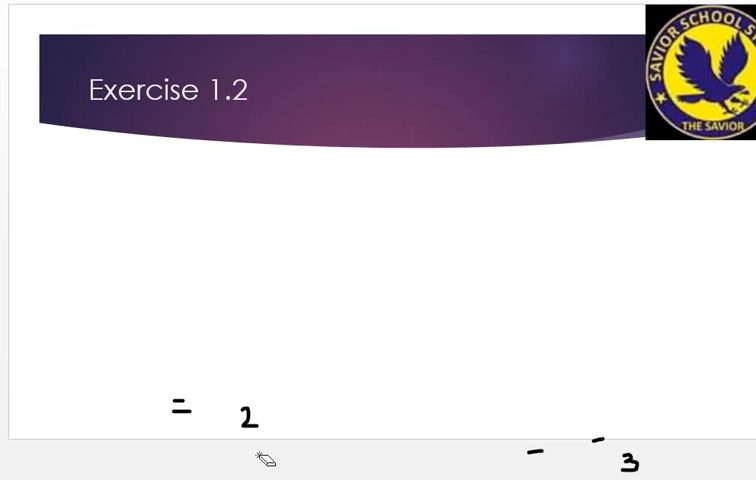 Exercise 1.2
SAVIOR SCHOOL
THE SAVIOR
= 2
- -
3